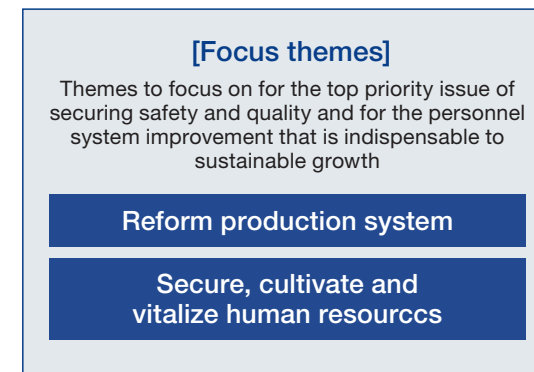 [Focus themes]
Themes to focus on for the top priority issue of
securing safety and quality and for the personnel
system improvement that is indispensable to
sustainable growth
Reform production system
Secure, cultivate and
vitalize human resourccs